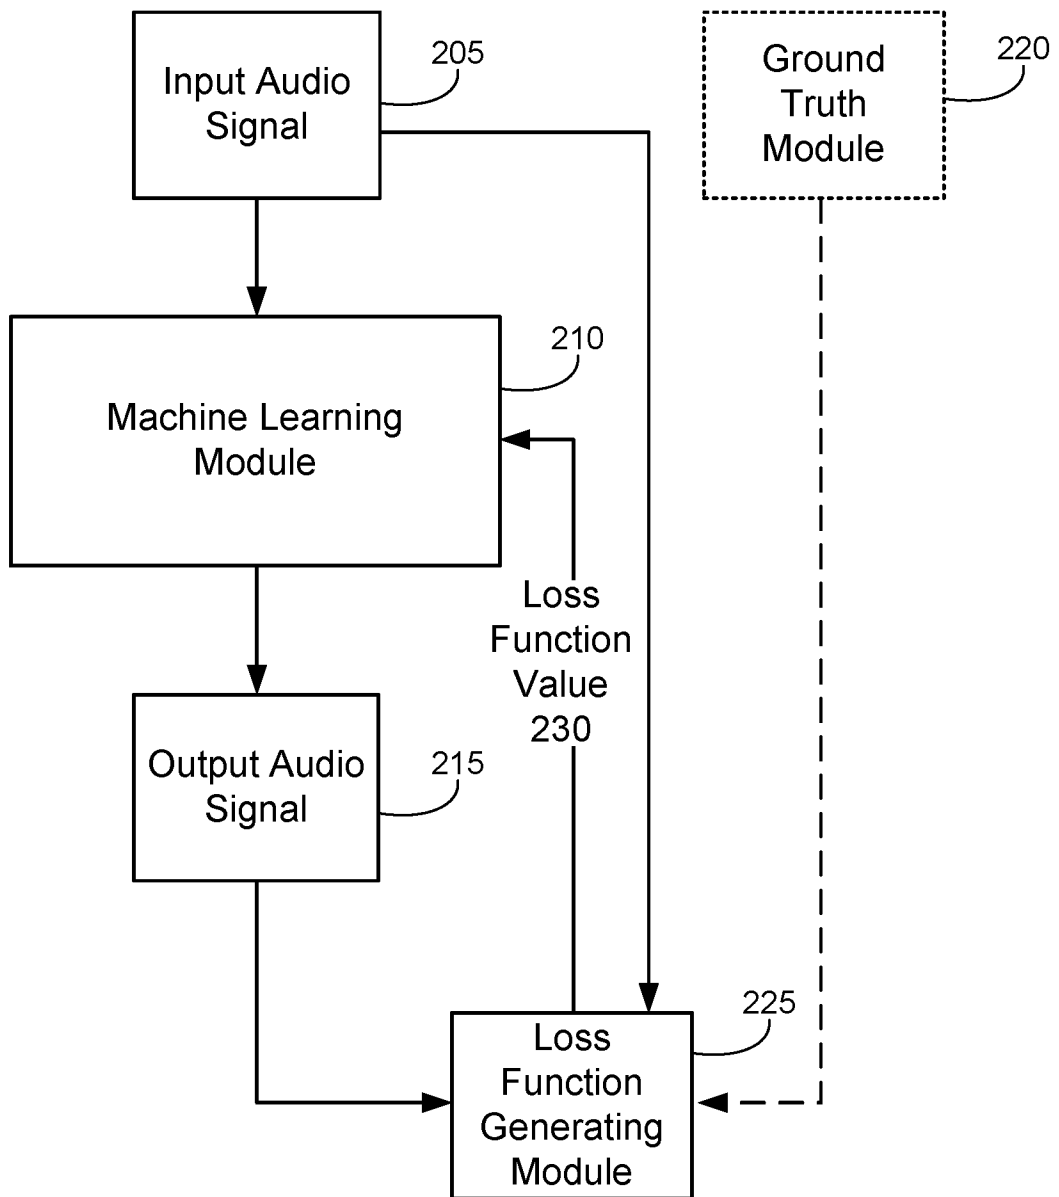 Input Audio
Signal
205
Ground
Truth
Module
220
Machine Learning
Module
210
Loss
Function
Value
230
Output Audio
Signal
215
Loss
Function
Generating
Module
225